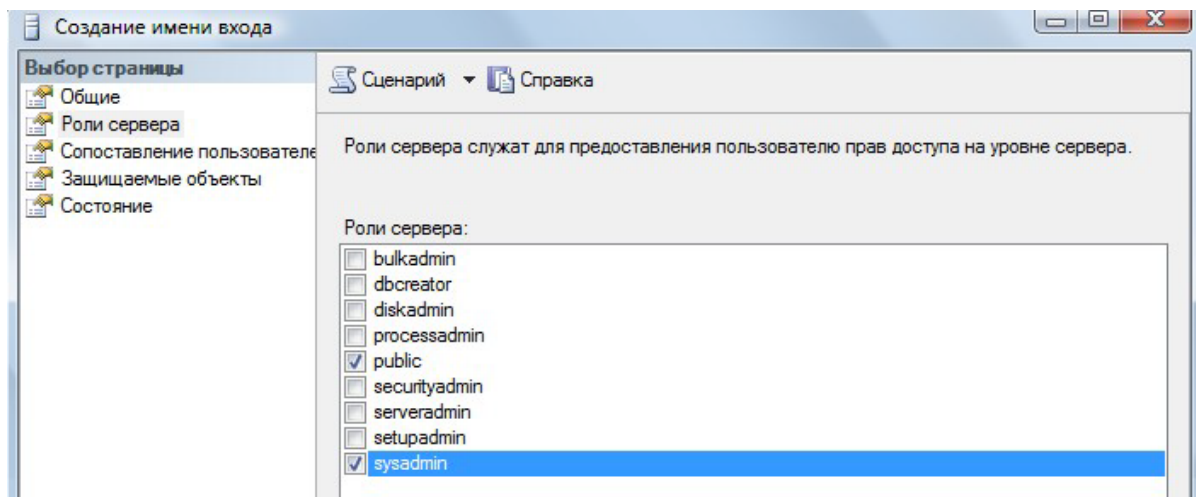 Создание имени входа
Выбор страницы
Общие
Роли сервера
Сопоставление пользователе
Защищаемые объекты
Состояние
Сценарий Справка
Роли сервера служат для предоставления пользователю прав доступа на уровне сервера.
Роли сервера:
bulkadmin
dbcreator
diskadmin
processadmin
public
securityadmin
serveradmin
setupadmin
sysadmin